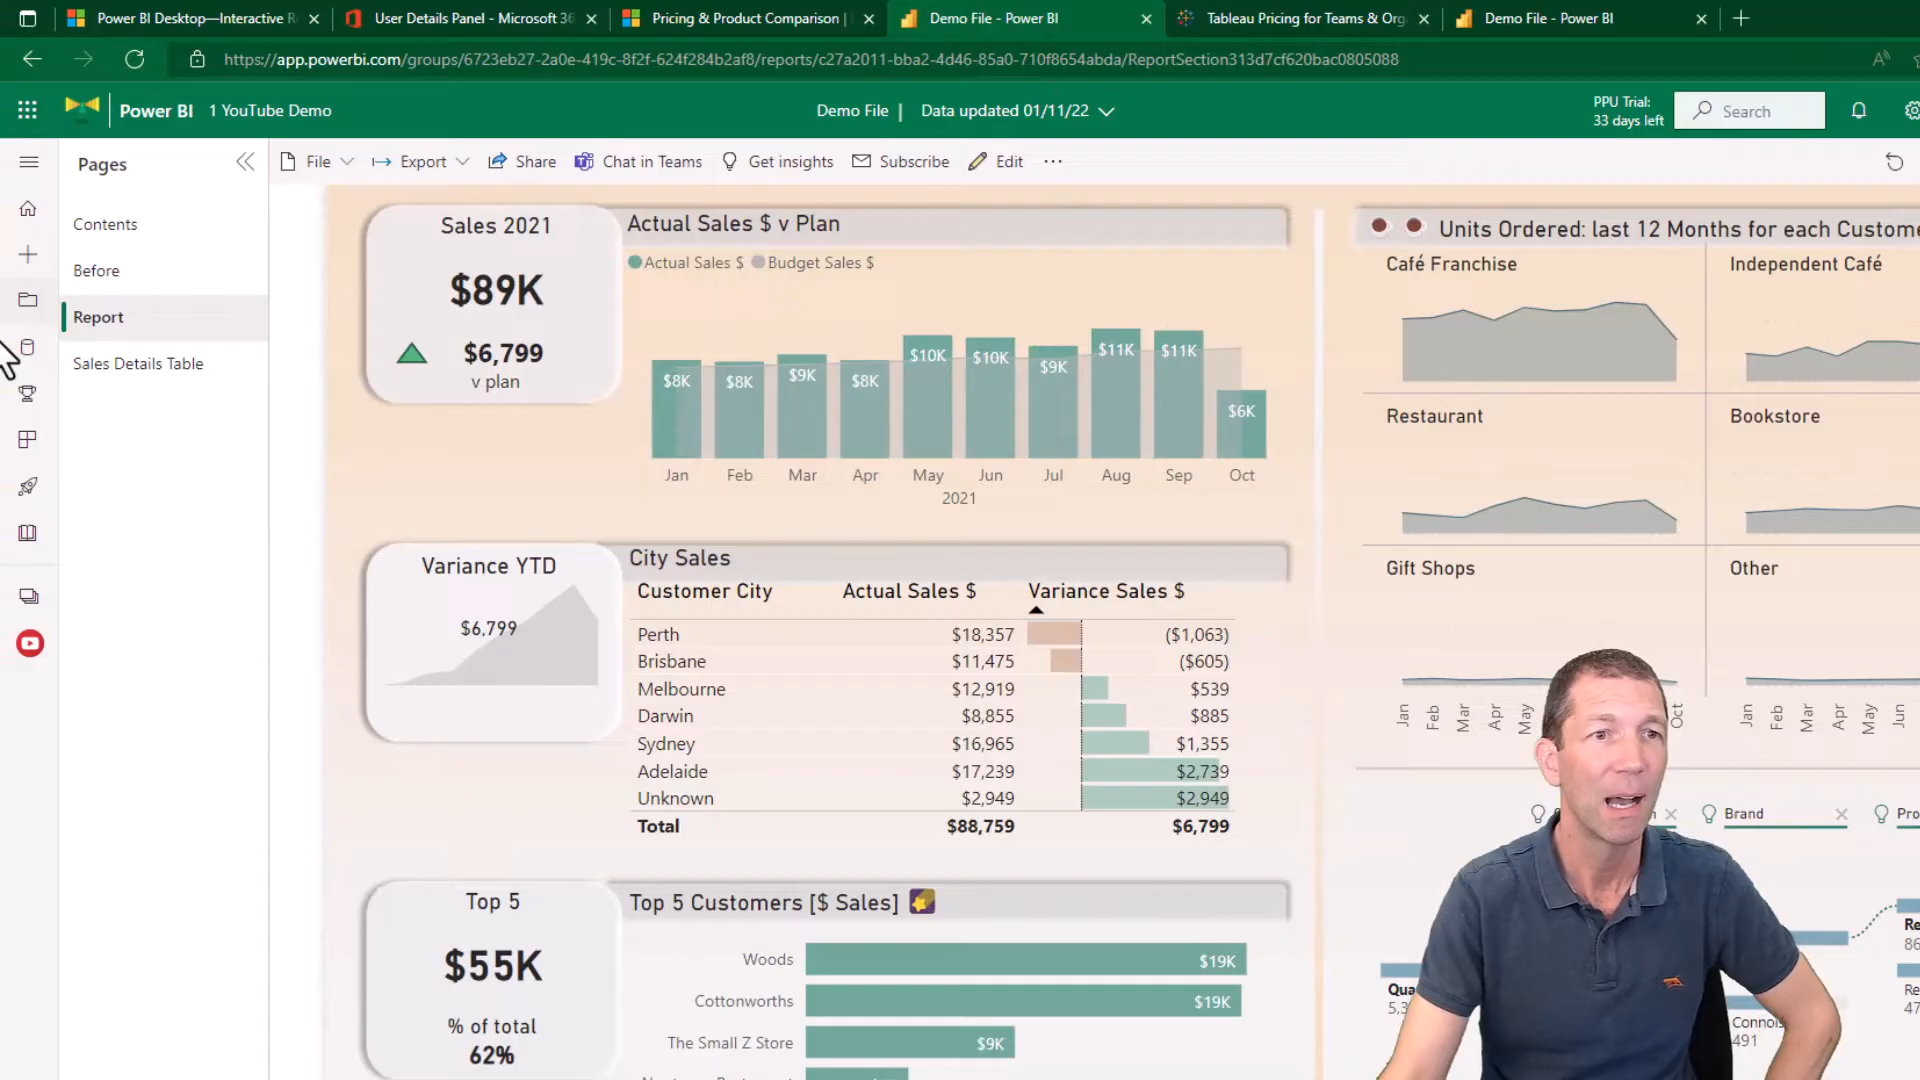 Power BI Desktop—Interactive R
User Details Panel - Microsoft 36
Pricing & Product Comparison |
Demo File - Power BI
Tableau Pricing for Teams & Org
Demo File - Power BI
https://app.powerbi.com/groups/6723eb27-2a0e-419c-8f2f-624f284b2af8/reports/c27a2011-bba2-4d46-85a0-710f8654abda/ReportSection313d7cf620bac0805088
Power BI 1 YouTube Demo
Demo File | Data updated 01/11/22
PPU Trial:
33 days left
Search
Pages
File Export Share Chat in Teams Get insights Subscribe Edit ...
Contents
Before
Report
Sales Details Table
Sales 2021
$89K
$6,799
v plan
Actual Sales $ v Plan
Actual Sales $ Budget Sales $
$8K $8K $9K $8K $10K $10K $9K $11K $11K $6K
Jan Feb Mar Apr May Jun Jul Aug Sep Oct
2021
Variance YTD
$6,799
City Sales
Customer City Actual Sales $ Variance Sales $
Perth $18,357 ($1,063)
Brisbane $11,475 ($605)
Melbourne $12,919 $539
Darwin $8,855 $885
Sydney $16,965 $1,355
Adelaide $17,239 $2,739
Unknown $2,949 $2,949
Total $88,759 $6,799
Top 5
$55K
% of total
62%
Top 5 Customers [$ Sales]
Woods $19K
Cottonworths $19K
The Small Z Store $9K
Units Ordered: last 12 Months for each Custome
Café Franchise
Independent Café
Restaurant
Bookstore
Gift Shops
Other
Jan Feb Mar Apr May Oct
Jan Feb Mar Apr May Jun
Brand
Pro
Re
86
Qua
5,3
Re
47
Connois
491